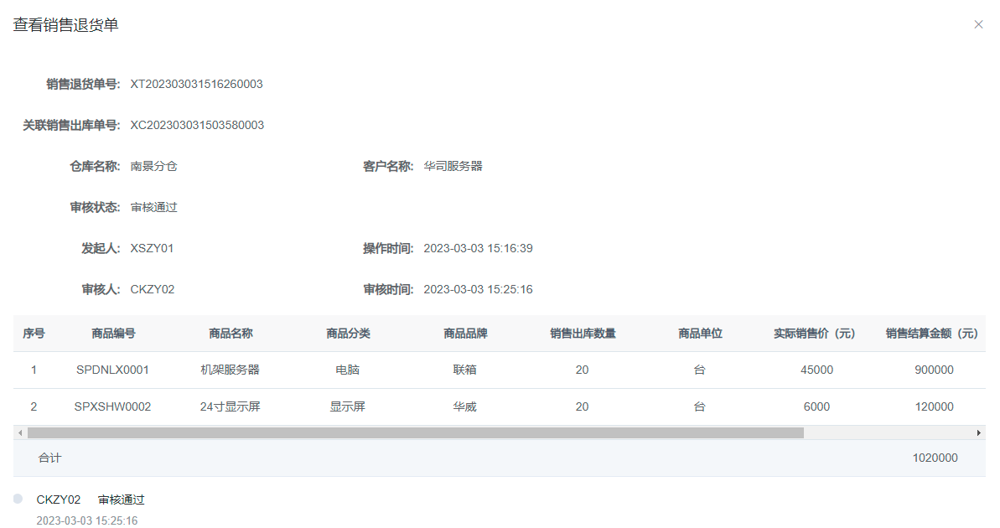 查看销售退货单
销售退货单号: XT202303031516260003
关联销售出库单号: XC202303031503580003
仓库名称: 南景分仓 客户名称: 华司服务器
审核状态: 审核通过
发起人: XSZY01 操作时间: 2023-03-03 15:16:39
审核人: CKZY02 审核时间: 2023-03-03 15:25:16
序号 商品编号 商品名称 商品分类 商品品牌 销售出库数量 商品单位 实际销售价（元） 销售结算金额（元）
1 SPDNLX0001 机架服务器 电脑 联箱 20 台 45000 900000
2 SPXSHW0002 24寸显示屏 显示屏 华威 20 台 6000 120000
合计 1020000
CKZY02 审核通过
2023-03-03 15:25:16